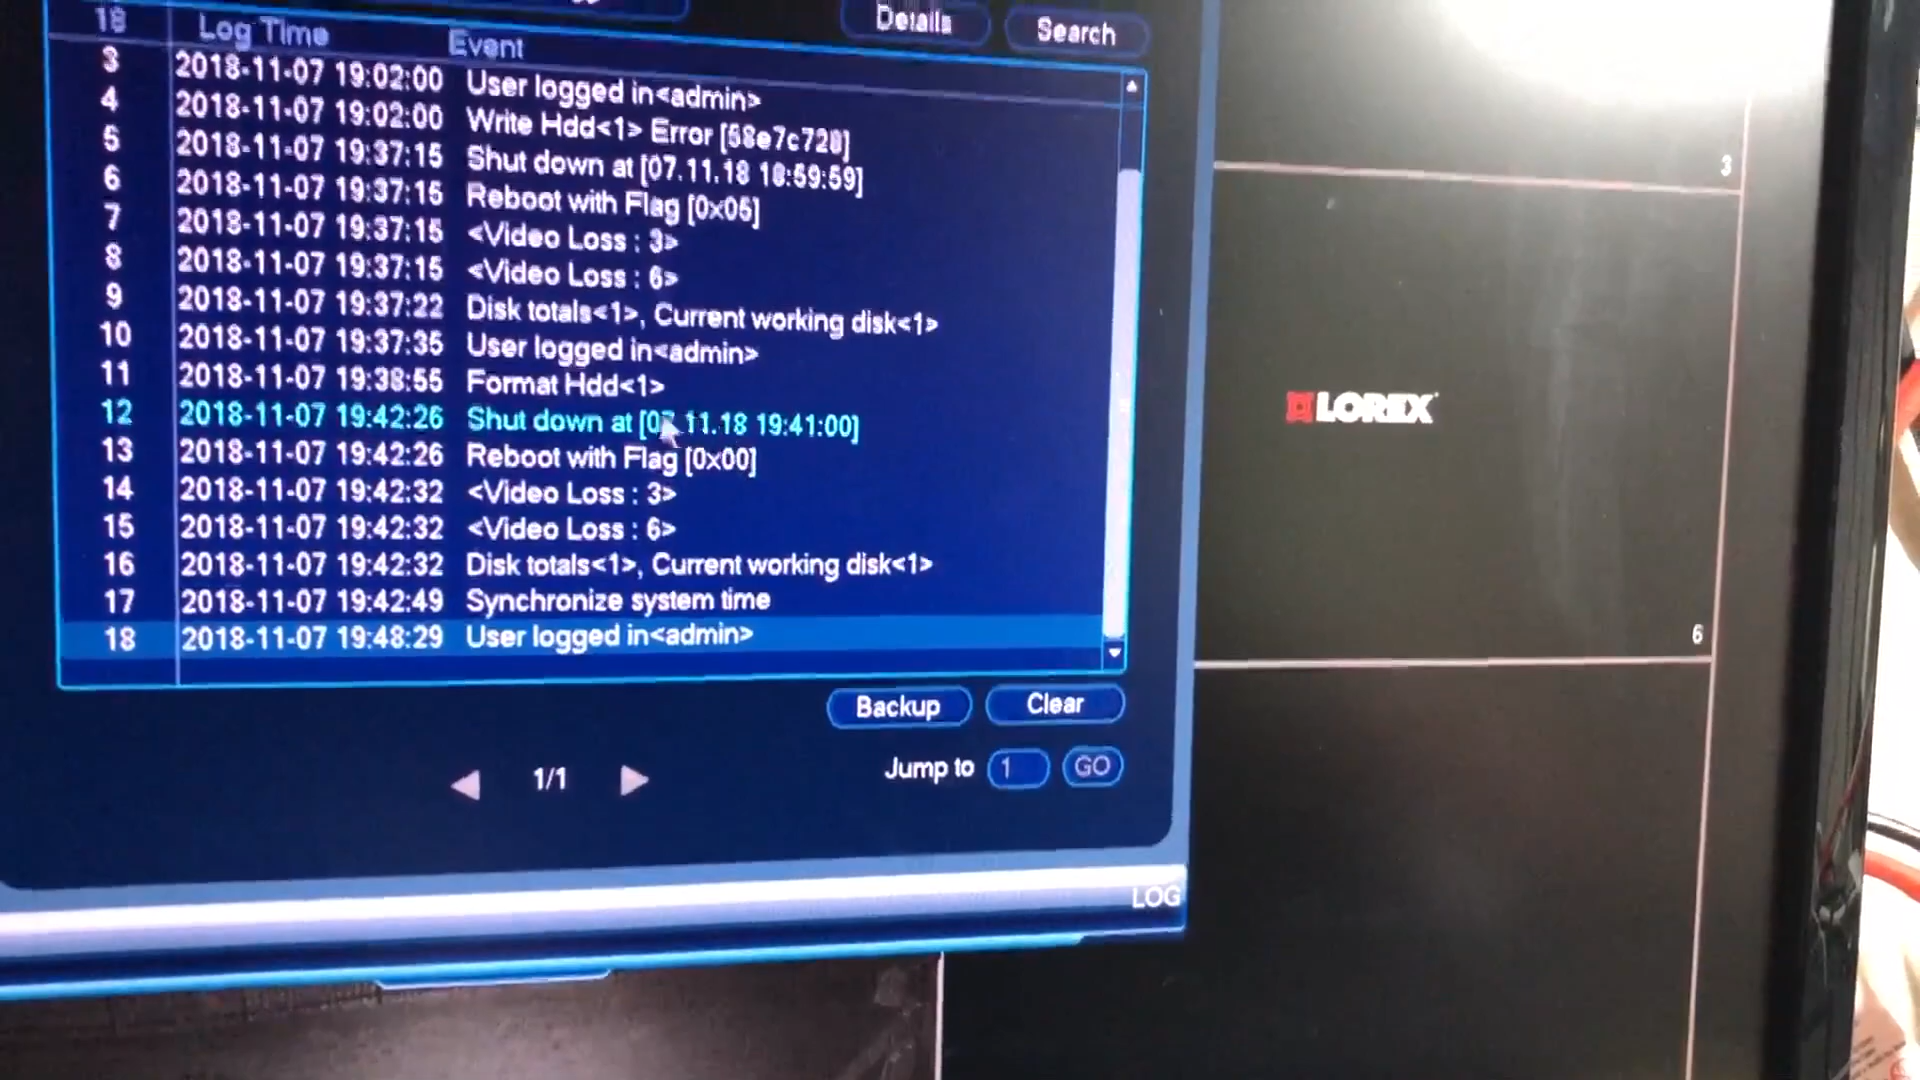 Details
Search
18 Log Time Event
3 2018-11-07 19:02:00 User logged in<admin>
4 2018-11-07 19:02:00 Write Hdd<1> Error [58e7c728]
5 2018-11-07 19:37:15 Shut down at [07.11.18 18:59:59]
6 2018-11-07 19:37:15 Reboot with Flag [0x05]
7 2018-11-07 19:37:15 <Video Loss : 3>
8 2018-11-07 19:37:15 <Video Loss : 6>
9 2018-11-07 19:37:22 Disk totals<1>, Current working disk<1>
10 2018-11-07 19:37:35 User logged in<admin>
11 2018-11-07 19:38:55 Format Hdd<1>
12 2018-11-07 19:42:26 Shut down at [07.11.18 19:41:00]
13 2018-11-07 19:42:26 Reboot with Flag [0x00]
14 2018-11-07 19:42:32 <Video Loss : 3>
15 2018-11-07 19:42:32 <Video Loss : 6>
16 2018-11-07 19:42:32 Disk totals<1>, Current working disk<1>
17 2018-11-07 19:42:49 Synchronize system time
18 2018-11-07 19:48:29 User logged in<admin>
Backup
Clear
1/1
Jump to 1 GO
LOG
3
LOREX
6